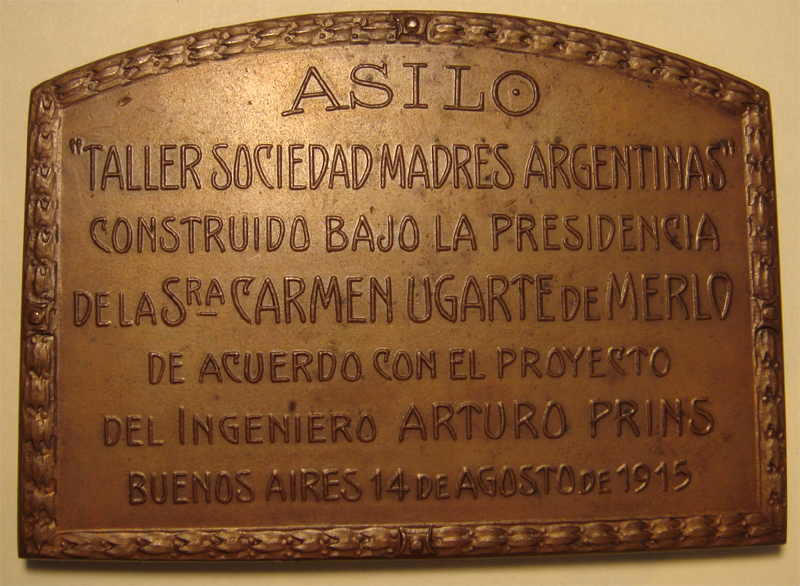 ASILO
"TALLER SOCIEDAD MADRES ARGENTINAS"
CONSTRUIDO BAJO LA PRESIDENCIA
DE LA SRA CARMEN UGARTE DE MERLO
DE ACUERDO CON EL PROYECTO
DEL INGENIERO ARTURO PRINS
BUENOS AIRES 14 DE AGOSTO DE 1915